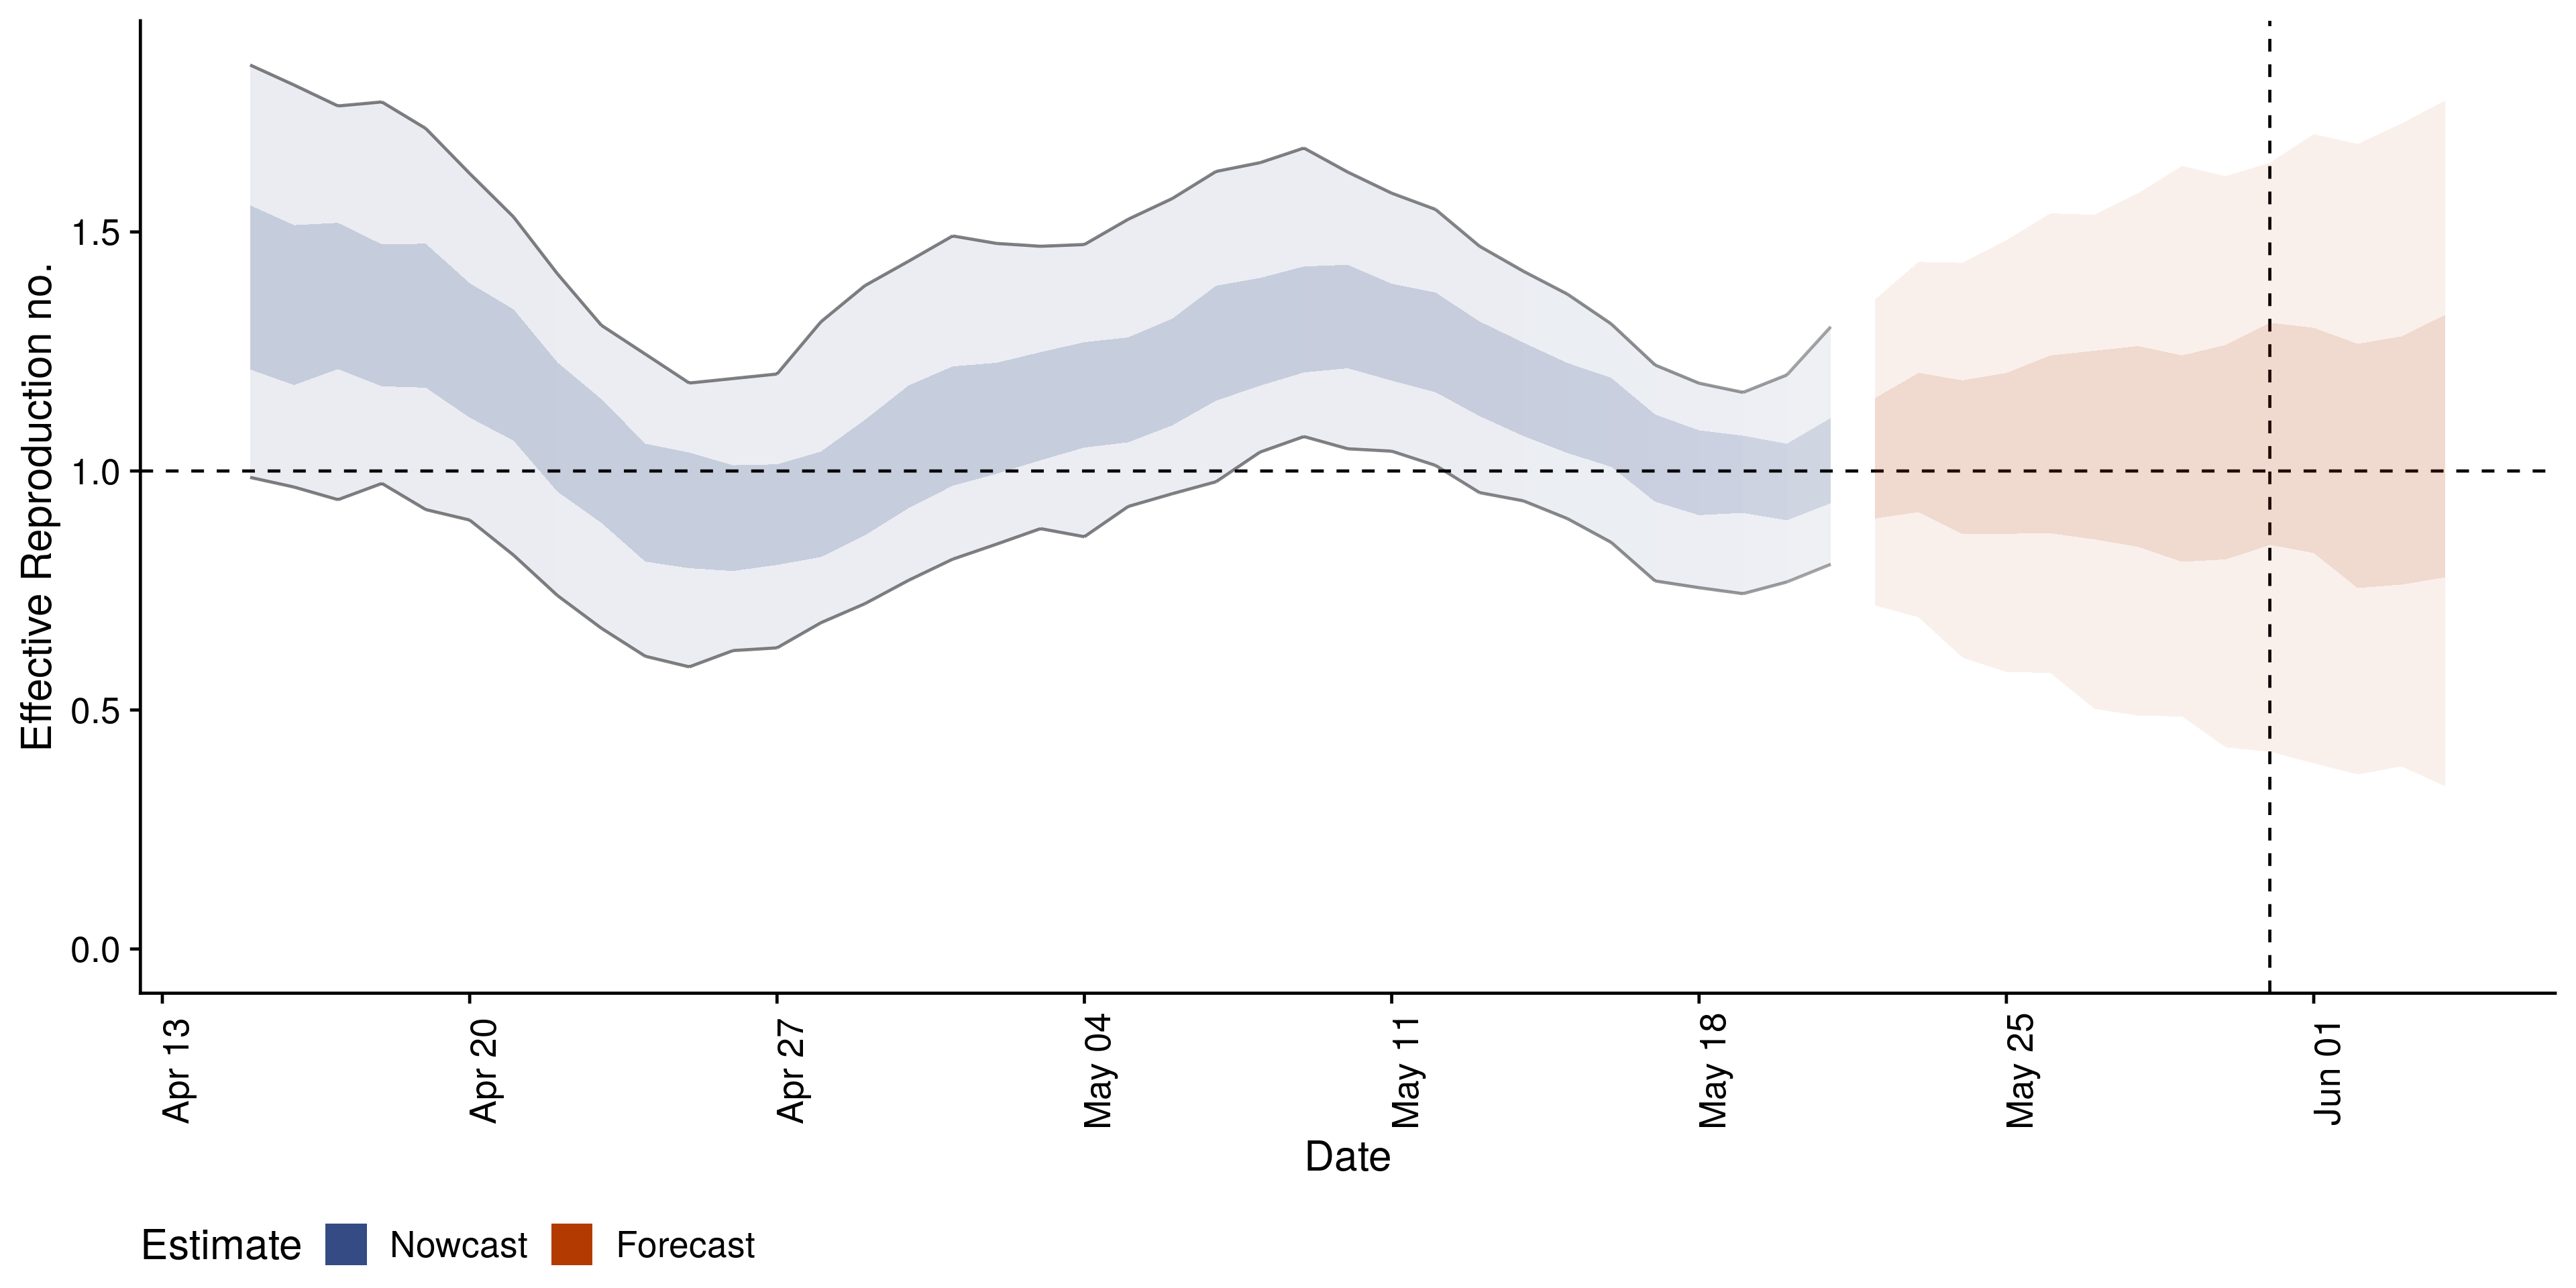 Effective Reproduction no.
1.5
1.0
0.5
0.0
Apr 13
Apr 20
Apr 27
May 04
May 11
May 18
May 25
Jun 01
Date
Estimate Nowcast Forecast